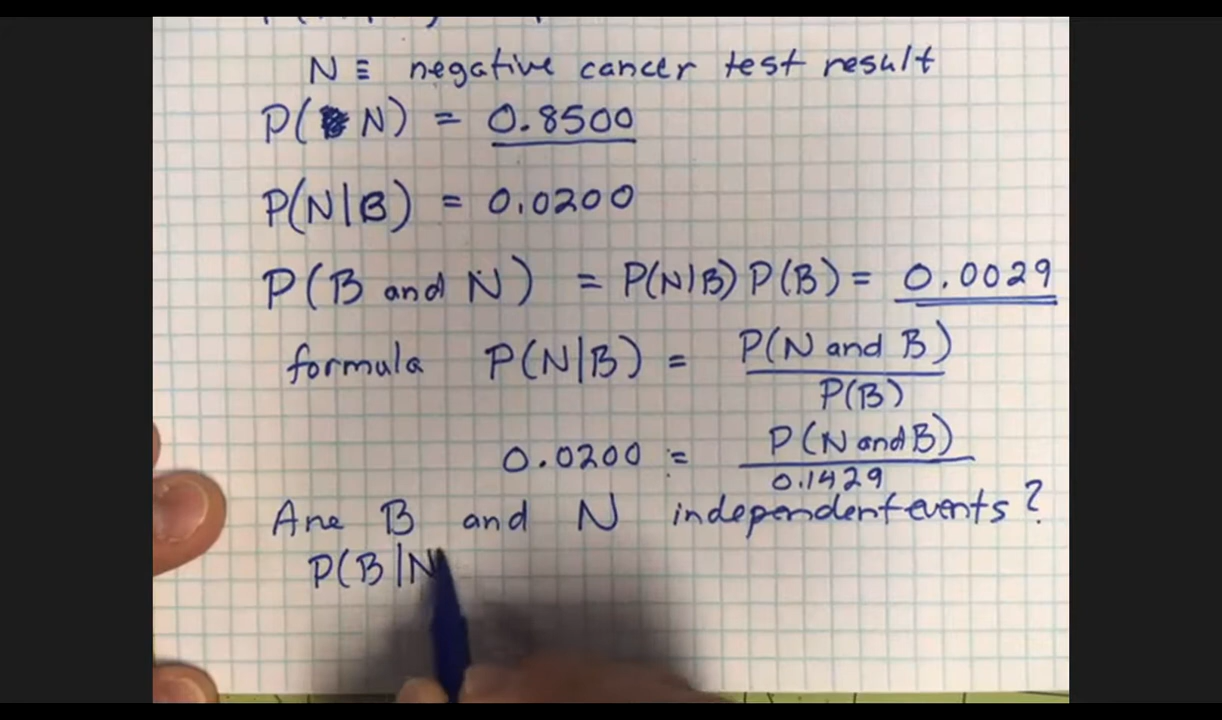 N ≡ negative cancer test result
P( N) = 0.8500
P(N|B) = 0.0200
P(B and N) = P(N|B) P(B) = 0.0029
formula P(N|B) = P(N and B)
P(B)
0.0200 = P(N and B)
0.1429
Are B and N independent events?
P(B|N